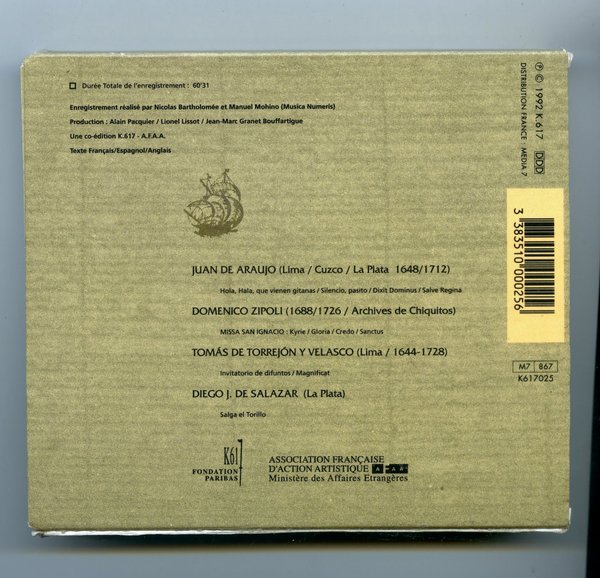 Durée Totale de l'enregistrement : 60'31
Enregistrement réalisé par Nicolas Bartholomée et Manuel Mohino (Musica Numeris)
Production : Alain Pacquier / Lionel Lissot / Jean-Marc Granet Bouffartigue
Une co-édition K.617 - A.F.A.A.
Texte Français/Espagnol/Anglais
℗ © 1992 K.617 DDD
DISTRIBUTION FRANCE MEDIA 7
3 383510 000256
M7 867
K617025
JUAN DE ARAUJO (Lima / Cuzco / La Plata 1648/1712)
Hola, Hala, que vienen gitanas / Silencio, pasito / Dixit Dominus / Salve Regina
DOMENICO ZIPOLI (1688/1726 / Archives de Chiquitos)
MISSA SAN IGNACIO : Kyrie / Gloria / Credo / Sanctus
TOMÁS DE TORREJÓN Y VELASCO (Lima / 1644-1728)
Invitatorio de difuntos / Magnificat
DIEGO J. DE SALAZAR (La Plata)
Salga el Torillo
K617
FONDATION
PARIBAS
ASSOCIATION FRANÇAISE
D'ACTION ARTISTIQUE AFAA
Ministère des Affaires Etrangères